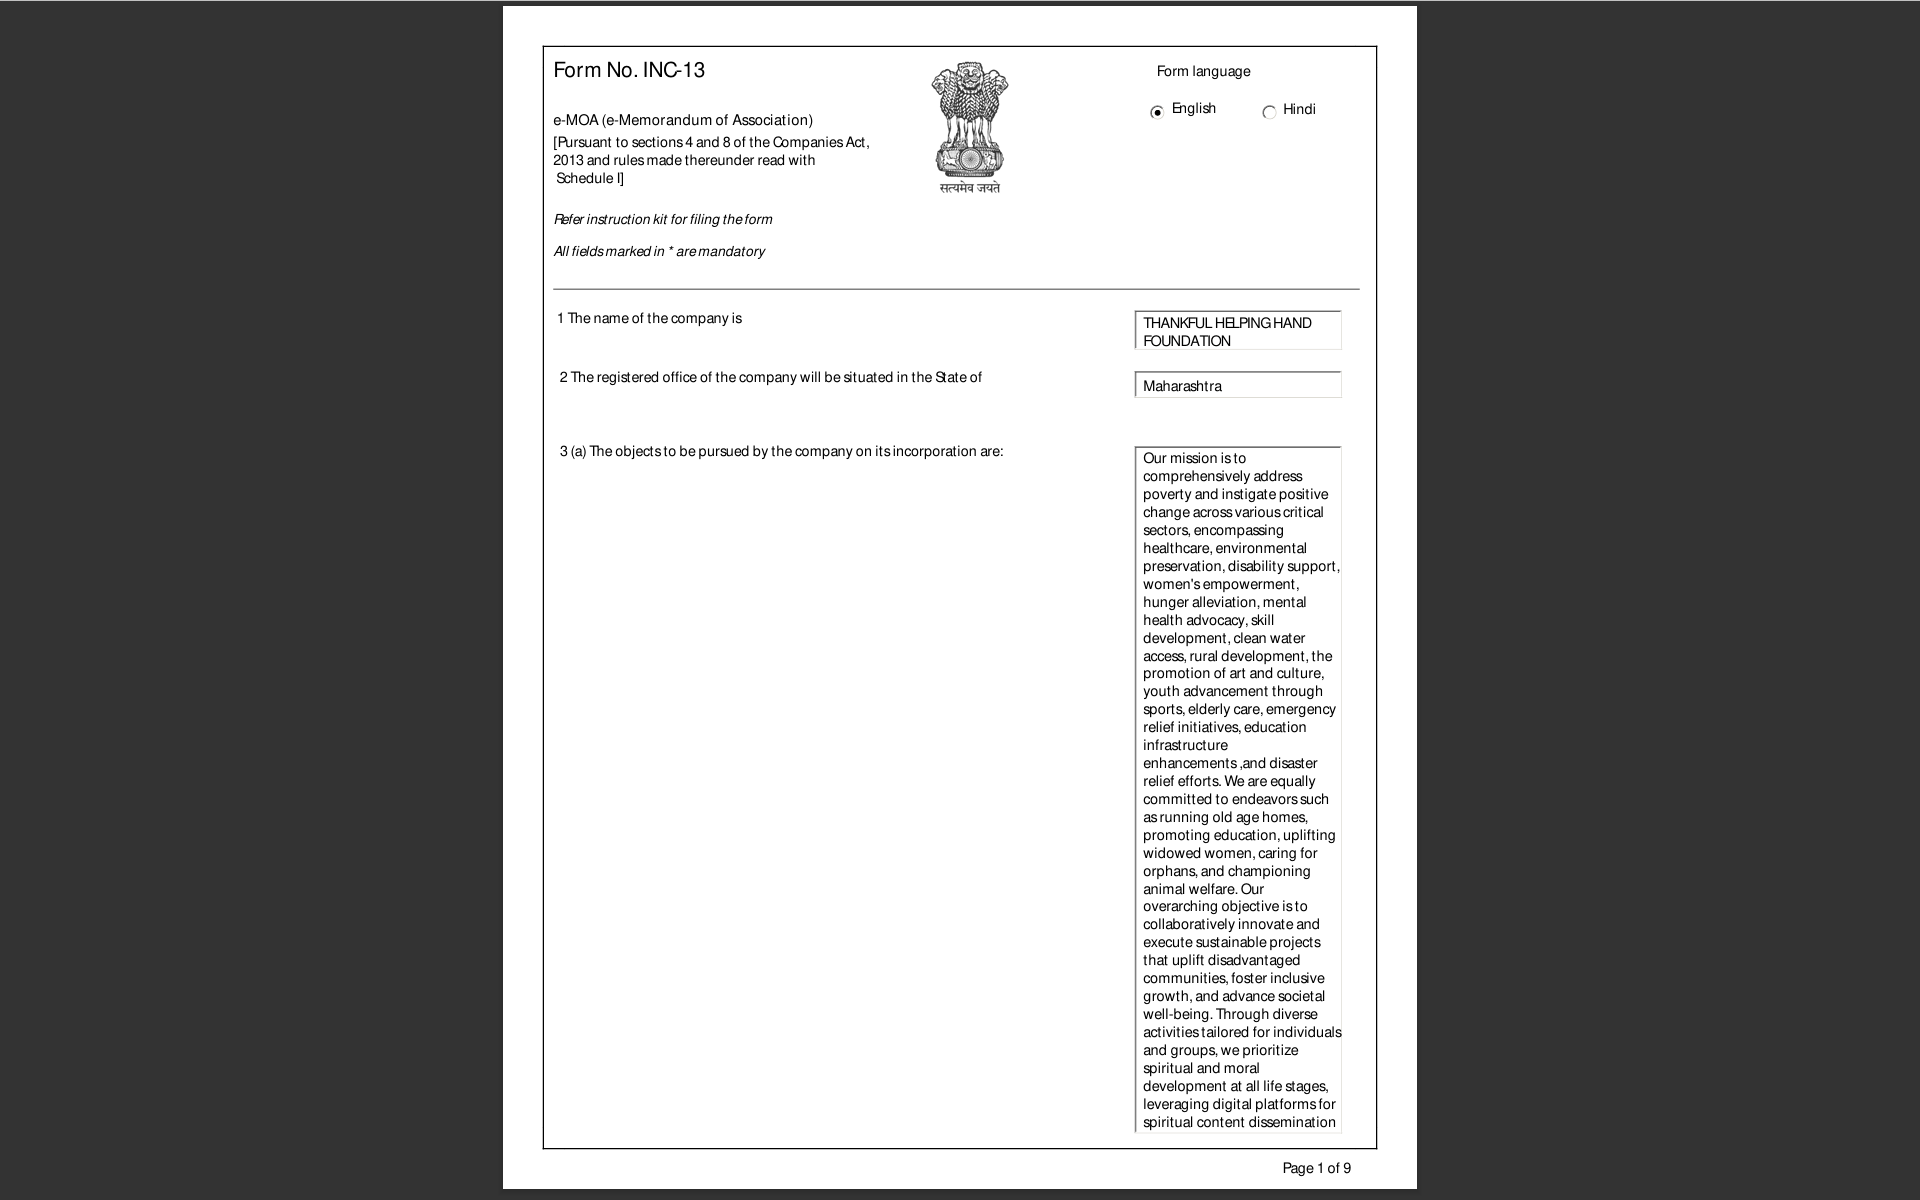 Form No. INC-13
Form language
English
Hindi
e-MOA (e-Memorandum of Association)
[Pursuant to sections 4 and 8 of the Companies Act,
2013 and rules made thereunder read with
Schedule I]
सत्यमेव जयते
Refer instruction kit for filing the form
All fields marked in * are mandatory
1 The name of the company is
THANKFUL HELPING HAND
FOUNDATION
2 The registered office of the company will be situated in the State of
Maharashtra
3 (a) The objects to be pursued by the company on its incorporation are:
Our mission is to
comprehensively address
poverty and instigate positive
change across various critical
sectors, encompassing
healthcare, environmental
preservation, disability support,
women's empowerment,
hunger alleviation, mental
health advocacy, skill
development, clean water
access, rural development, the
promotion of art and culture,
youth advancement through
sports, elderly care, emergency
relief initiatives, education
infrastructure
enhancements ,and disaster
relief efforts. We are equally
committed to endeavors such
as running old age homes,
promoting education, uplifting
widowed women, caring for
orphans, and championing
animal welfare. Our
overarching objective is to
collaboratively innovate and
execute sustainable projects
that uplift disadvantaged
communities, foster inclusive
growth, and advance societal
well-being. Through diverse
activities tailored for individuals
and groups, we prioritize
spiritual and moral
development at all life stages,
leveraging digital platforms for
spiritual content dissemination
Page 1 of 9